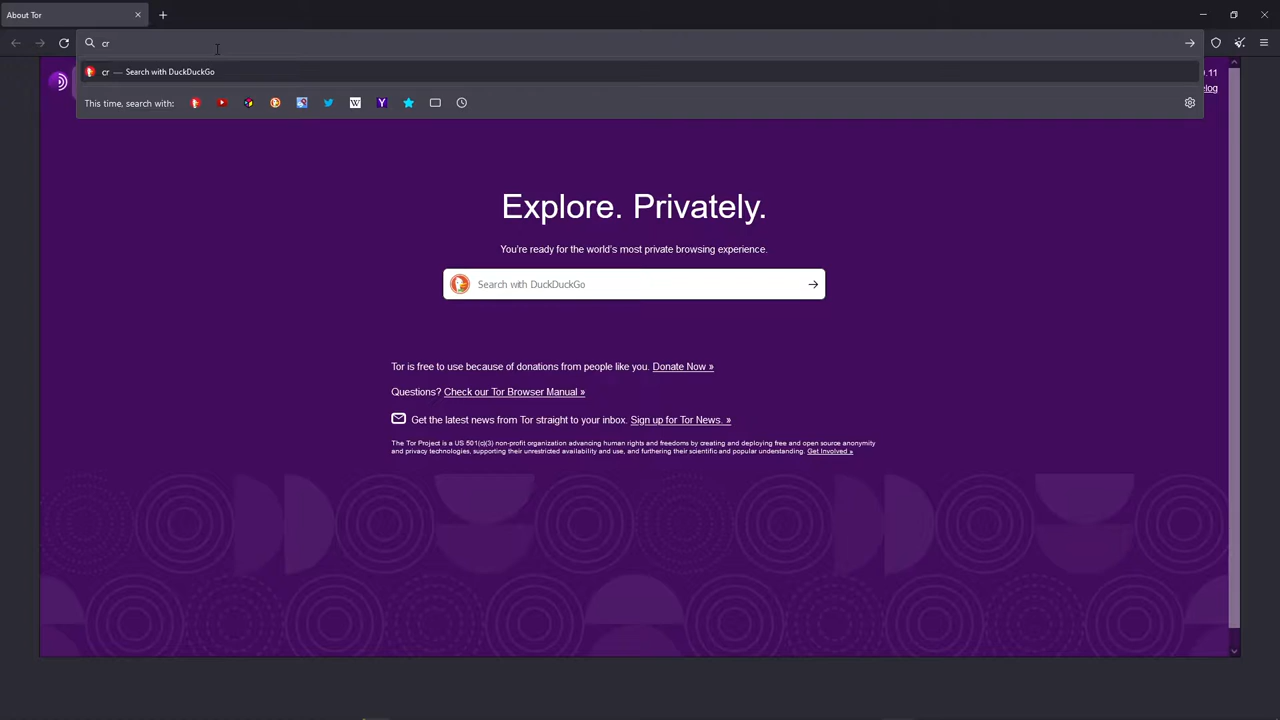 About Tor
cr
cr — Search with DuckDuckGo
This time, search with:
W
Y
.11
elog
Explore. Privately.
You're ready for the world's most private browsing experience.
Search with DuckDuckGo
Tor is free to use because of donations from people like you. Donate Now »
Questions? Check our Tor Browser Manual »
Get the latest news from Tor straight to your inbox. Sign up for Tor News. »
The Tor Project is a US 501(c)(3) non-profit organization advancing human rights and freedoms by creating and deploying free and open source anonymity
and privacy technologies, supporting their unrestricted availability and use, and furthering their scientific and popular understanding. Get Involved »